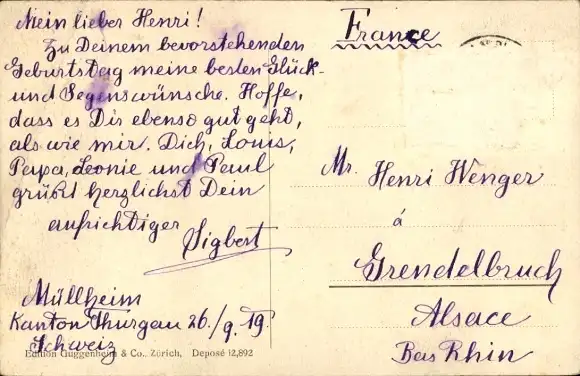 Mein lieber Henri!
Zu Deinem bevorstehenden
Geburtstag meine besten Glück-
und Segenswünsche. Hoffe,
dass es Dir ebenso gut geht,
als wie mir. Dich, Louis,
Papa, Leonie und Paul
grüßt herzlichst Dein
aufrichtiger
Sigbert
Müllheim
Kanton Thurgau 26./9. 19.
Schweiz
Edition Guggenheim & Co., Zürich, Deposé 12,892
France
Mr. Henri Wenger
á
Grendelbruch
Alsace
Bas Rhin